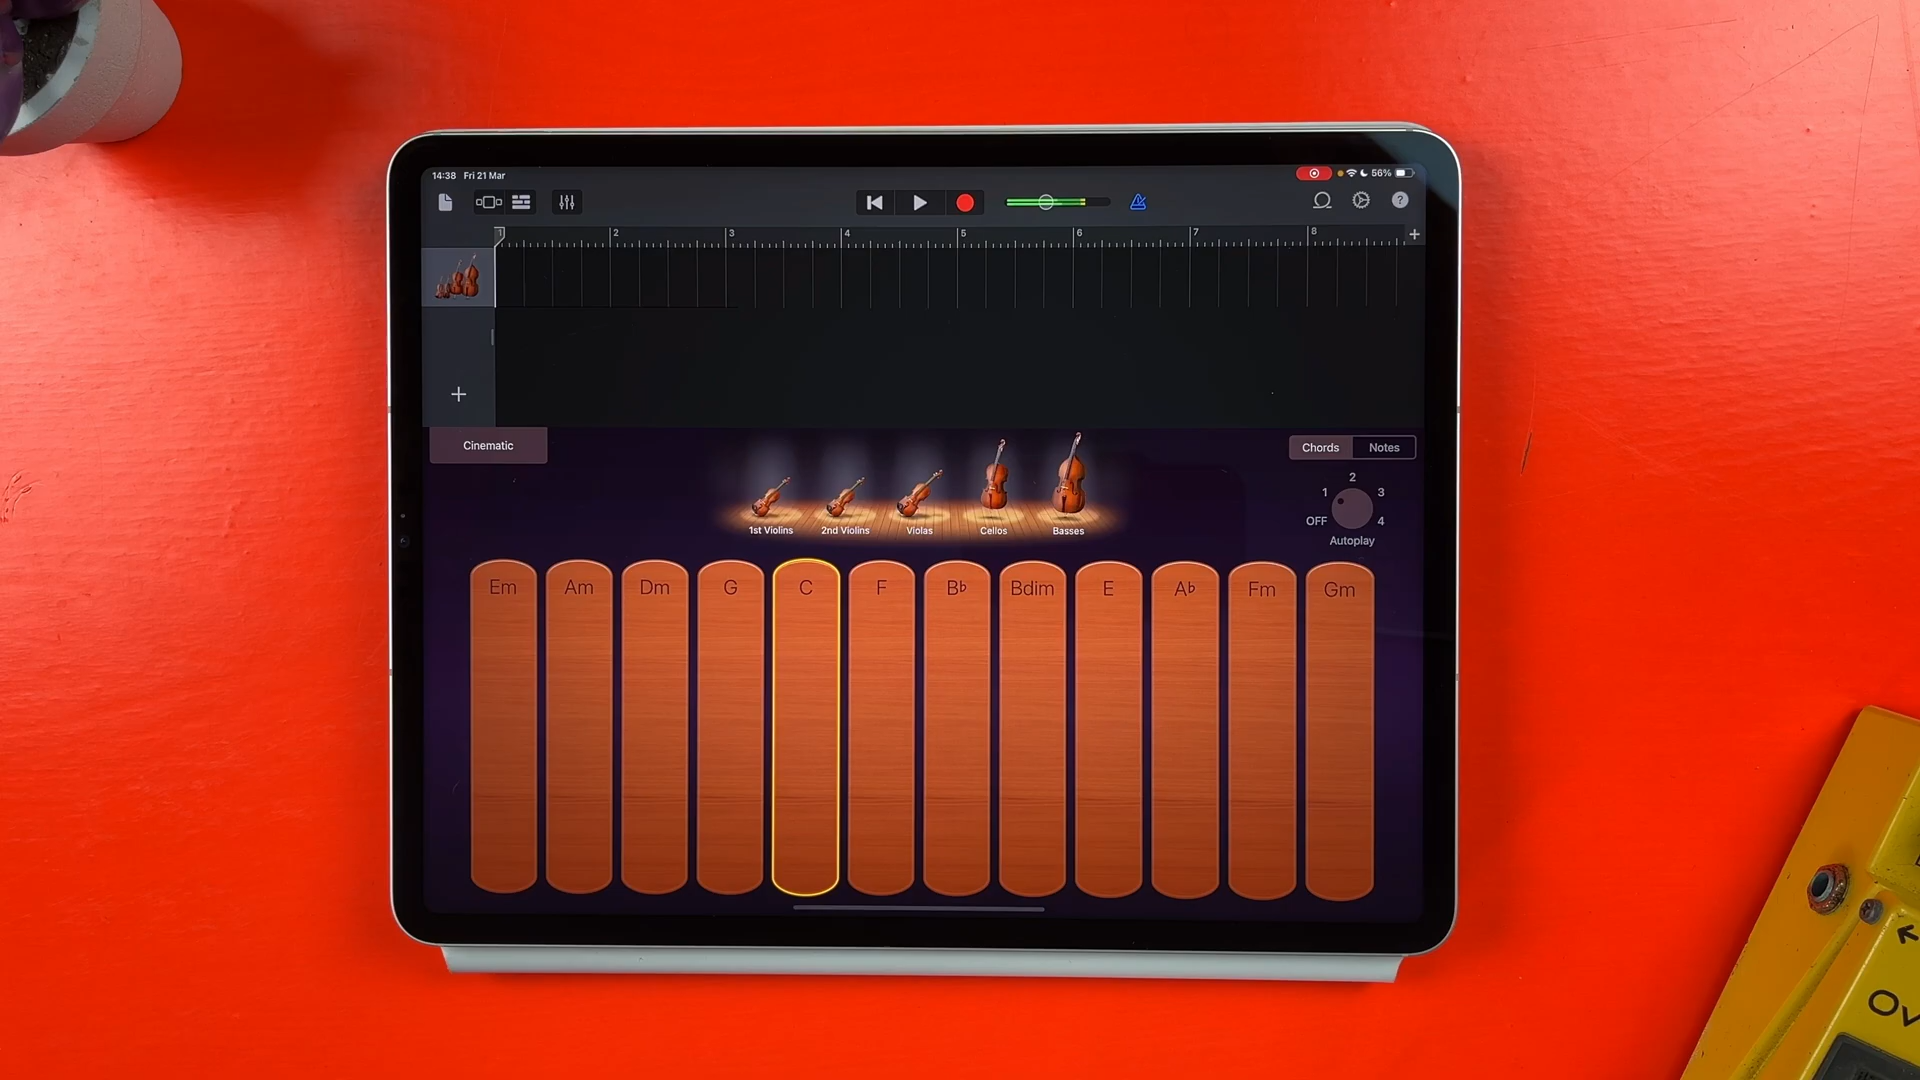 14:38 Fri 21 Mar
56%
?
1 2 3 4 5 6 7 8
Cinematic
Chords Notes
1 2 3 4
OFF
Autoplay
1st Violins 2nd Violins Violas Cellos Basses
Em Am Dm G C F B♭ Bdim E A♭ Fm Gm